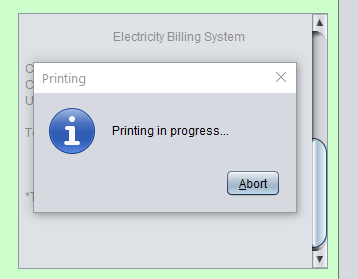 Electricity Billing System
Printing
Printing in progress...
Abort